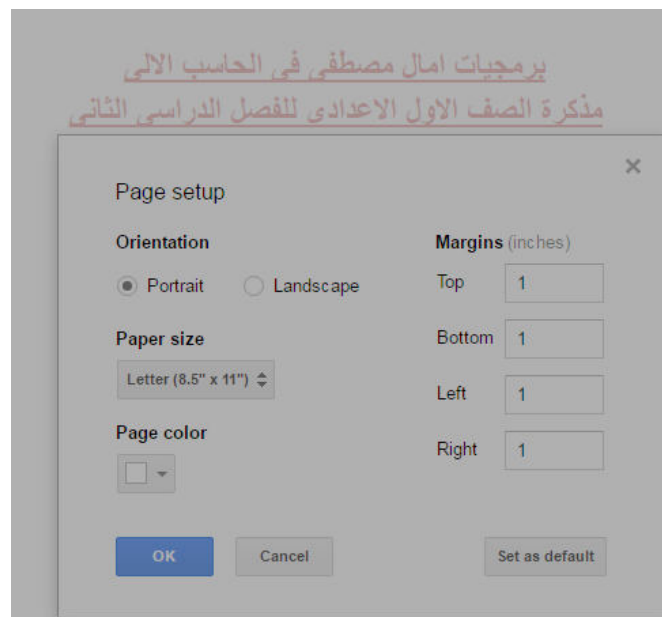 برمجيات امال مصطفى فى الحاسب الالى
مذكرة الصف الاول الاعدادى للفصل الدراسى الثانى
×
Page setup
Orientation
Portrait Landscape
Paper size
Letter (8.5" x 11")
Page color
Margins (inches)
Top 1
Bottom 1
Left 1
Right 1
OK Cancel Set as default